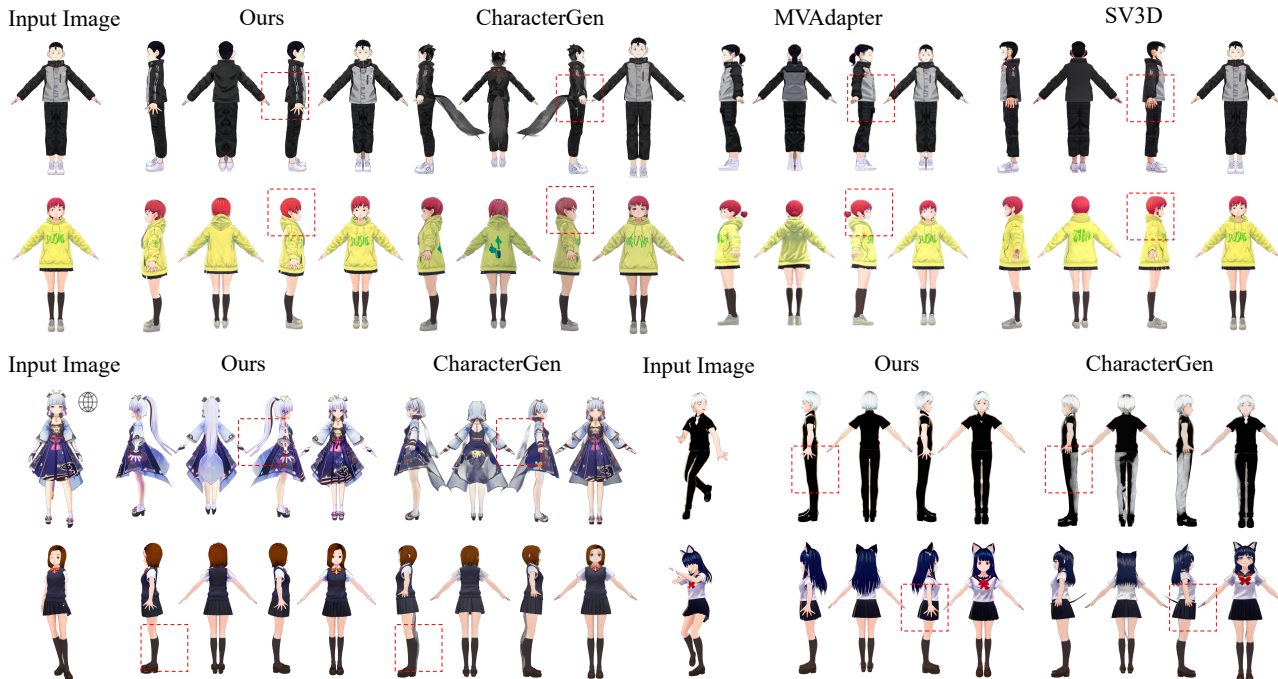 Input Image Ours CharacterGen MVAdapter SV3D
Input Image Ours CharacterGen Input Image Ours CharacterGen